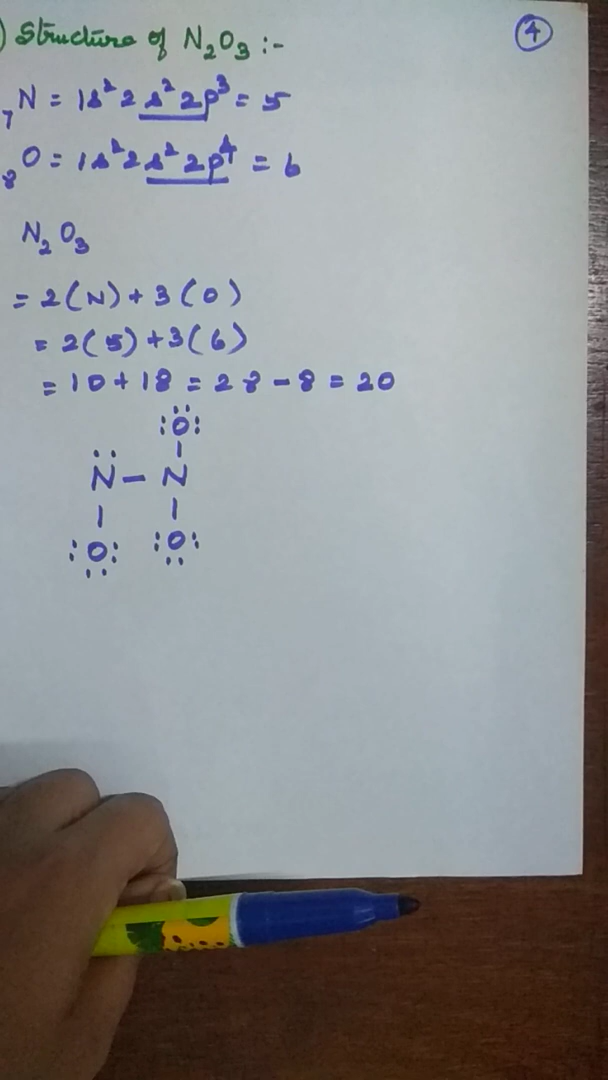 ) Structure of N₂O₃ :- ④
₇N = 1s² 2s² 2p³ = 5
₈O = 1s² 2s² 2p⁴ = 6
N₂O₃
= 2(N) + 3(O)
= 2(5) + 3(6)
= 10 + 18 = 28 - 8 = 20
:Ö:
N̈ – N
:O: :O: